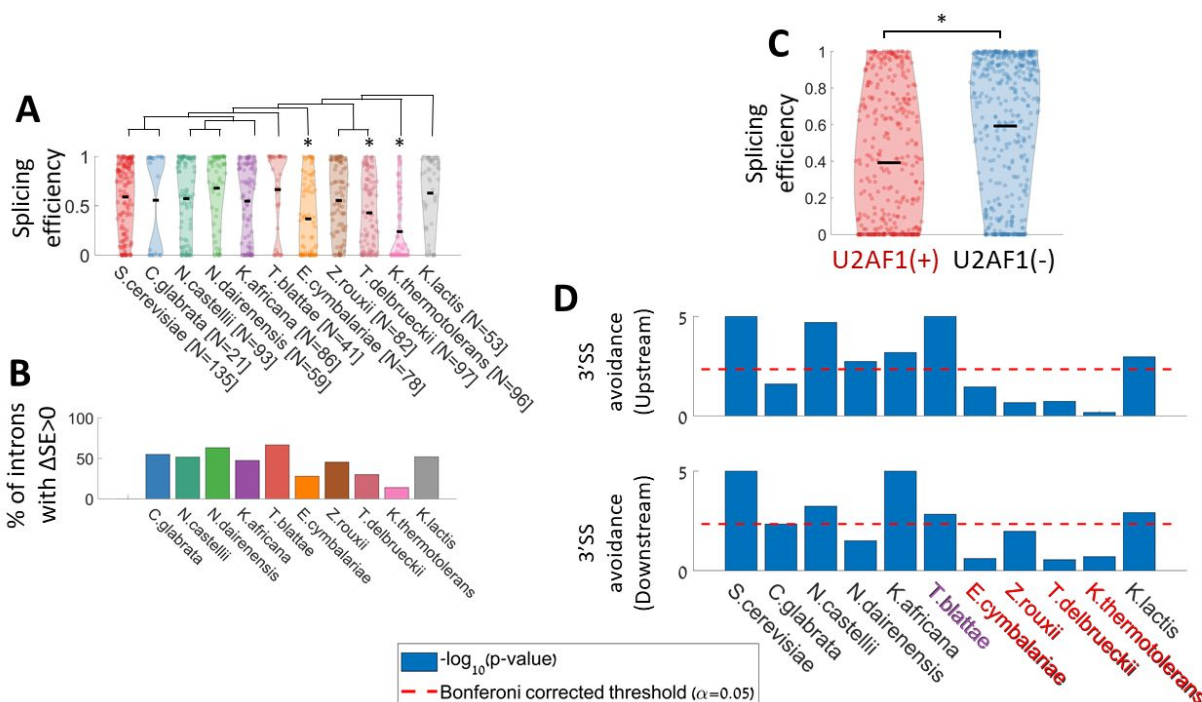 A
Splicing
efficiency
1
0.5
0
*
*
*
S.cerevisiae [N=135]
C.glabrata [N=21]
N.castellii [N=93]
N.dairenensis [N=59]
K.africana [N=86]
T.blattae [N=41]
E.cymbalariae [N=78]
Z.rouxii [N=82]
T.delbrueckii [N=97]
K.thermotolerans [N=96]
K.lactis [N=53]
B
% of introns
with ΔSE>0
100
50
0
C.glabrata
N.castellii
N.dairenensis
K.africana
T.blattae
E.cymbalariae
Z.rouxii
T.delbrueckii
K.thermotolerans
K.lactis
C
*
Splicing
efficiency
1
0.8
0.6
0.4
0.2
0
U2AF1(+) U2AF1(-)
D
3'SS
avoidance
(Upstream)
5
0
3'SS
avoidance
(Downstream)
5
0
S.cerevisiae
C.glabrata
N.castellii
N.dairenensis
K.africana
T.blattae
E.cymbalariae
Z.rouxii
T.delbrueckii
K.thermotolerans
K.lactis
-log10(p-value)
Bonferoni corrected threshold (α=0.05)